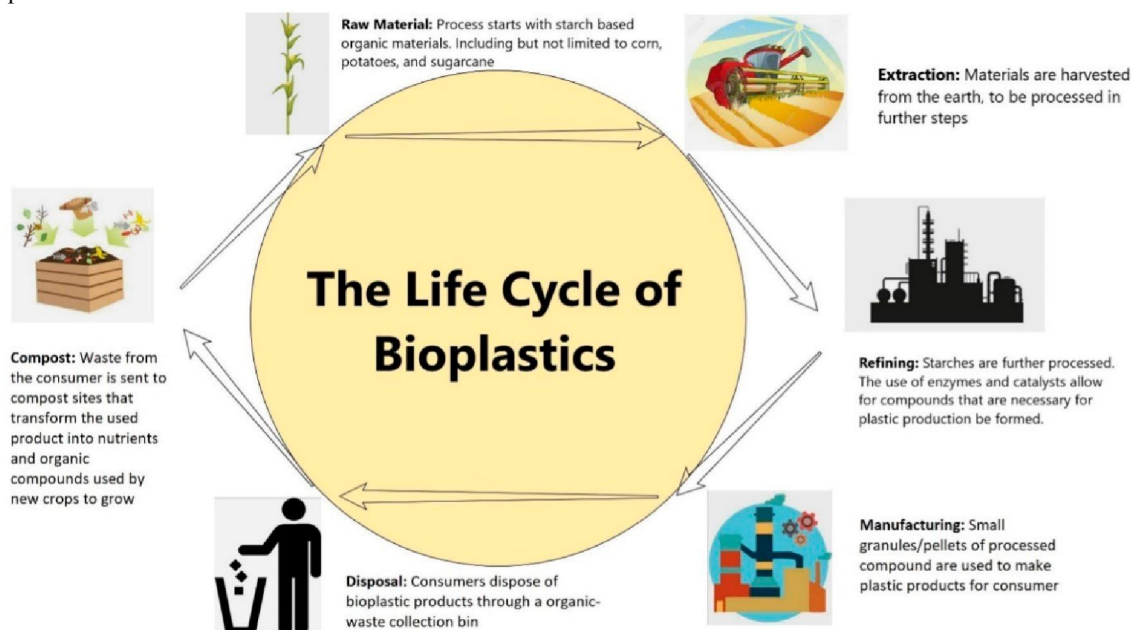 Raw Material: Process starts with starch based
organic materials. Including but not limited to corn,
potatoes, and sugarcane
Extraction: Materials are harvested
from the earth, to be processed in
further steps
The Life Cycle of
Bioplastics
Refining: Starches are further processed.
The use of enzymes and catalysts allow
for compounds that are necessary for
plastic production be formed.
Manufacturing: Small
granules/pellets of processed
compound are used to make
plastic products for consumer
Disposal: Consumers dispose of
bioplastic products through a organic-
waste collection bin
Compost: Waste from
the consumer is sent to
compost sites that
transform the used
product into nutrients
and organic
compounds used by
new crops to grow